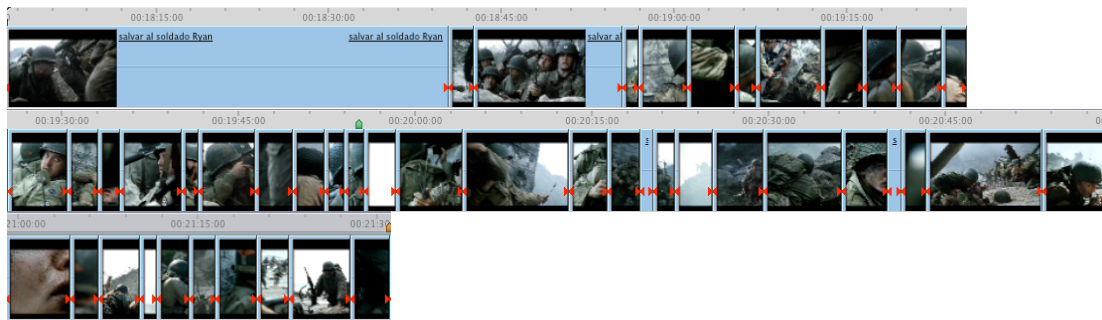 00:18:15:00 00:18:30:00 00:18:45:00 00:19:00:00 00:19:15:00
salvar al soldado Ryan salvar al soldado Ryan salvar al
00:19:30:00 00:19:45:00 00:20:00:00 00:20:15:00 00:20:30:00 00:20:45:00
s s
21:00:00 00:21:15:00 00:21:30